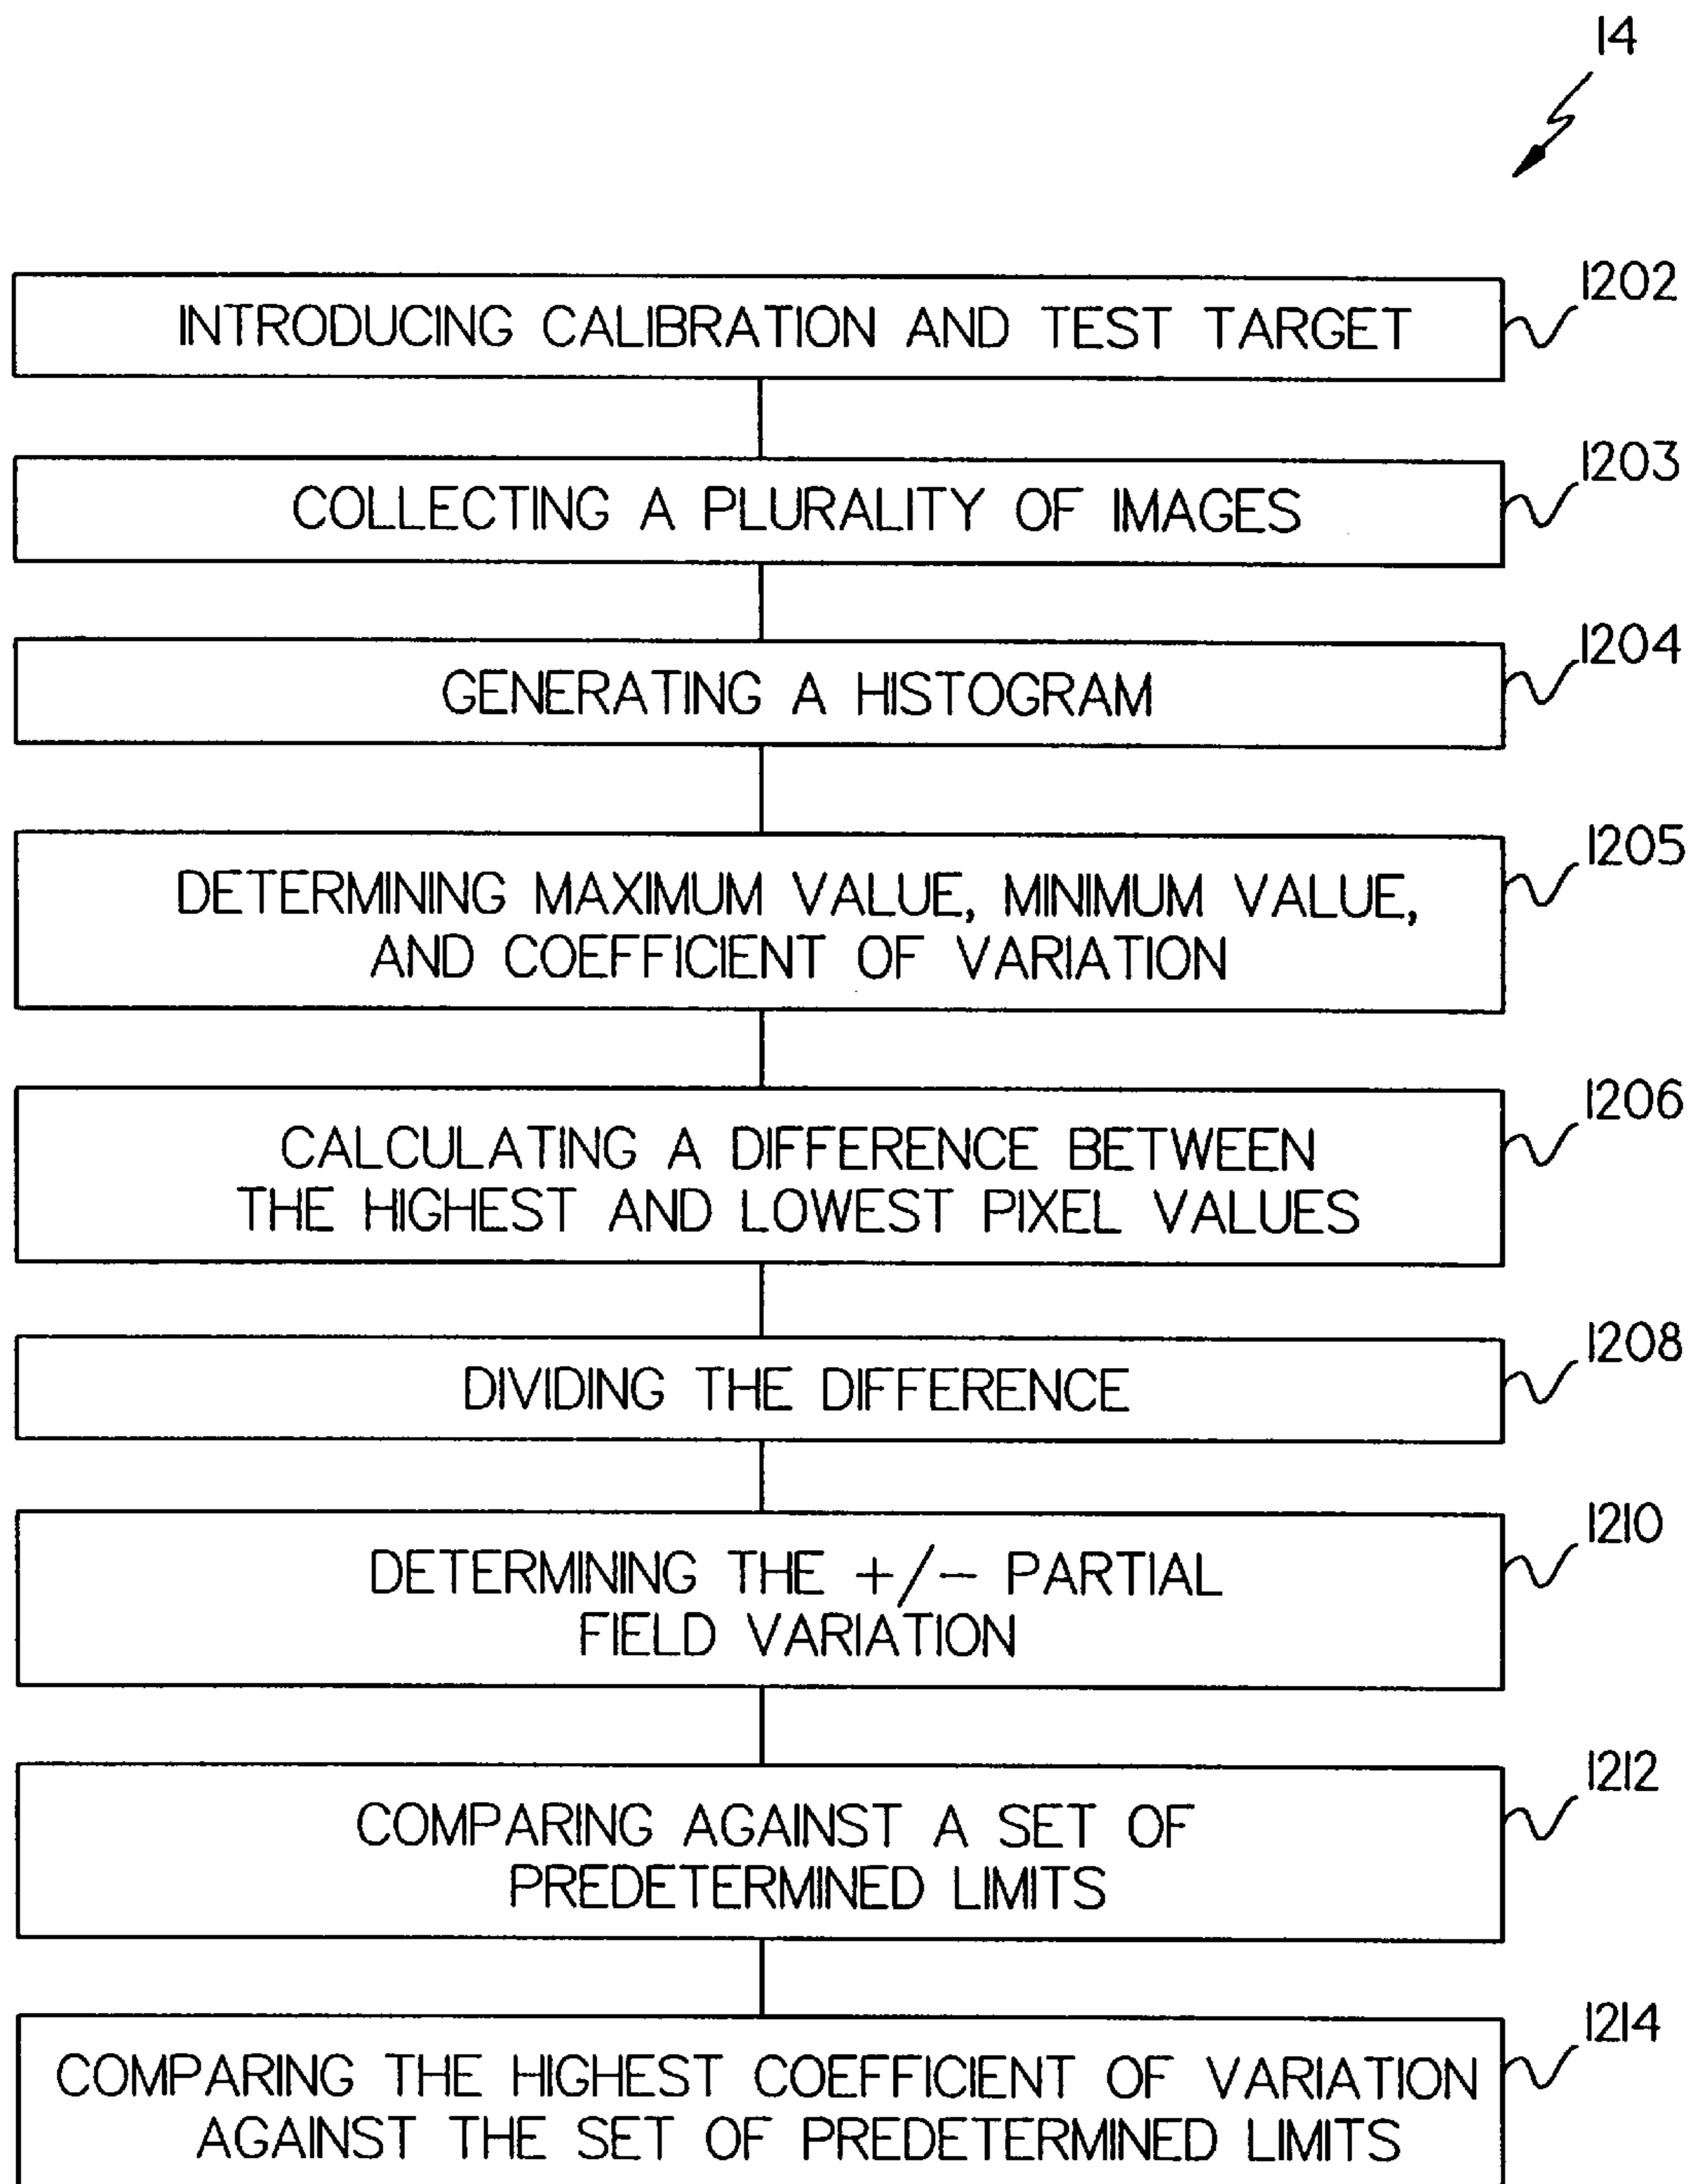 14
INTRODUCING CALIBRATION AND TEST TARGET
1202
COLLECTING A PLURALITY OF IMAGES
1203
GENERATING A HISTOGRAM
1204
DETERMINING MAXIMUM VALUE, MINIMUM VALUE,
AND COEFFICIENT OF VARIATION
1205
CALCULATING A DIFFERENCE BETWEEN
THE HIGHEST AND LOWEST PIXEL VALUES
1206
DIVIDING THE DIFFERENCE
1208
DETERMINING THE +/− PARTIAL
FIELD VARIATION
1210
COMPARING AGAINST A SET OF
PREDETERMINED LIMITS
1212
COMPARING THE HIGHEST COEFFICIENT OF VARIATION
AGAINST THE SET OF PREDETERMINED LIMITS
1214